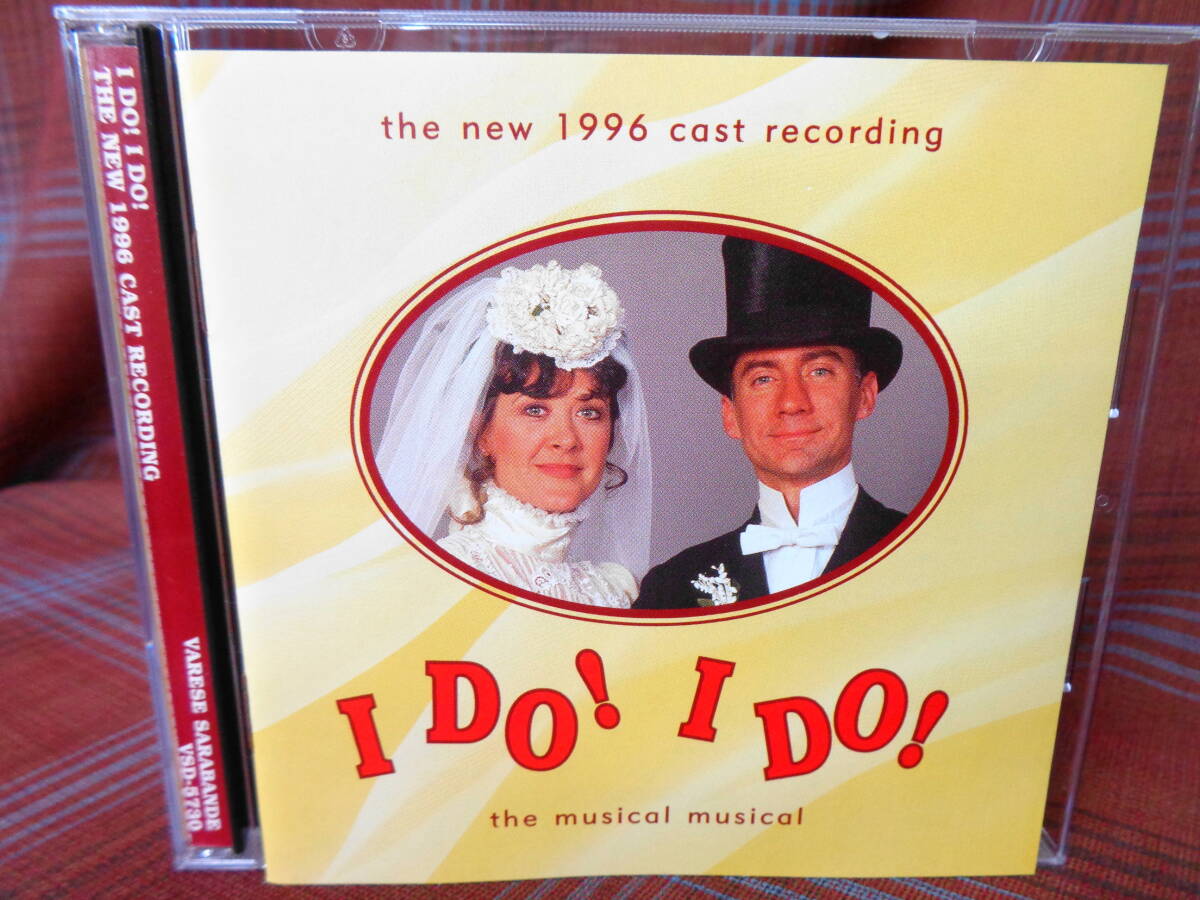 I DO! I DO!
THE NEW 1996 CAST RECORDING
VARESE SARABANDE
VSD-5730
the new 1996 cast recording
I DO! I DO!
the musical musical